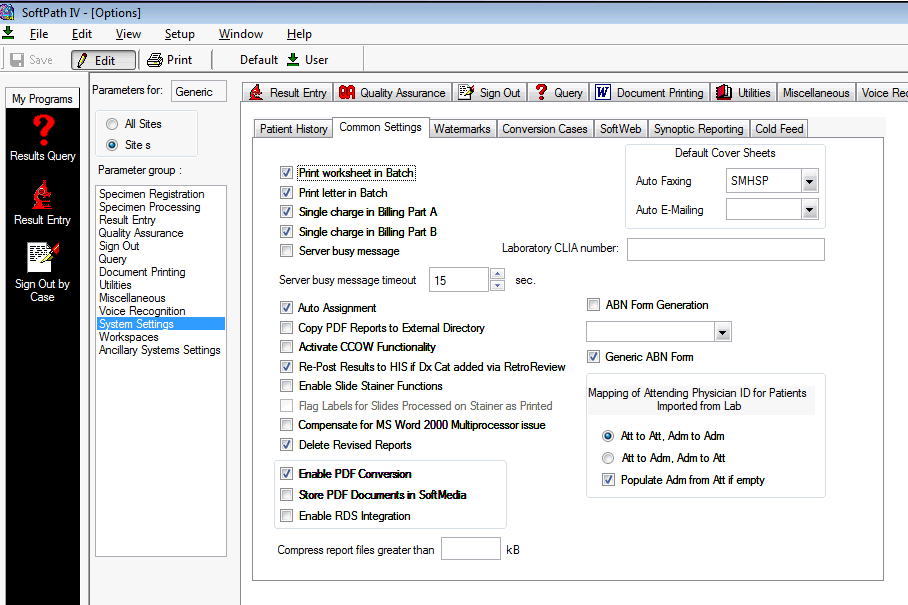 SoftPath IV - [Options]
File Edit View Setup Window Help
Save Edit Print Default User
My Programs
Results Query
Result Entry
Sign Out by
Case
Parameters for: Generic
All Sites
Site s
Parameter group :
Specimen Registration
Specimen Processing
Result Entry
Quality Assurance
Sign Out
Query
Document Printing
Utilities
Miscellaneous
Voice Recognition
System Settings
Workspaces
Ancillary Systems Settings
Result Entry QA Quality Assurance Sign Out ? Query W Document Printing Utilities Miscellaneous Voice Rec
Patient History Common Settings Watermarks Conversion Cases SoftWeb Synoptic Reporting Cold Feed
Print worksheet in Batch
Print letter in Batch
Single charge in Billing Part A
Single charge in Billing Part B
Server busy message
Server busy message timeout 15 sec.
Auto Assignment
Copy PDF Reports to External Directory
Activate CCOW Functionality
Re-Post Results to HIS if Dx Cat added via RetroReview
Enable Slide Stainer Functions
Flag Labels for Slides Processed on Stainer as Printed
Compensate for MS Word 2000 Multiprocessor issue
Delete Revised Reports
Enable PDF Conversion
Store PDF Documents in SoftMedia
Enable RDS Integration
Compress report files greater than kB
Default Cover Sheets
Auto Faxing SMHSP
Auto E-Mailing
Laboratory CLIA number:
ABN Form Generation
Generic ABN Form
Mapping of Attending Physician ID for Patients
Imported from Lab
Att to Att, Adm to Adm
Att to Adm, Adm to Att
Populate Adm from Att if empty